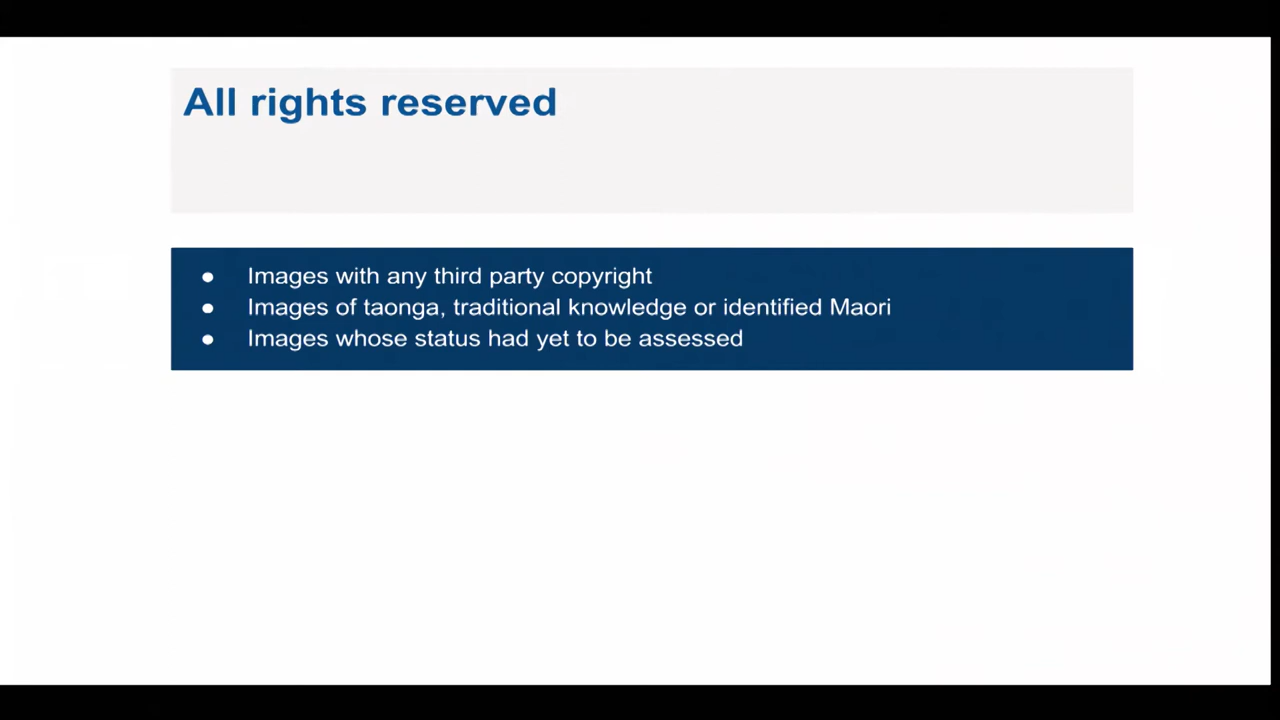 All rights reserved
● Images with any third party copyright
● Images of taonga, traditional knowledge or identified Maori
● Images whose status had yet to be assessed